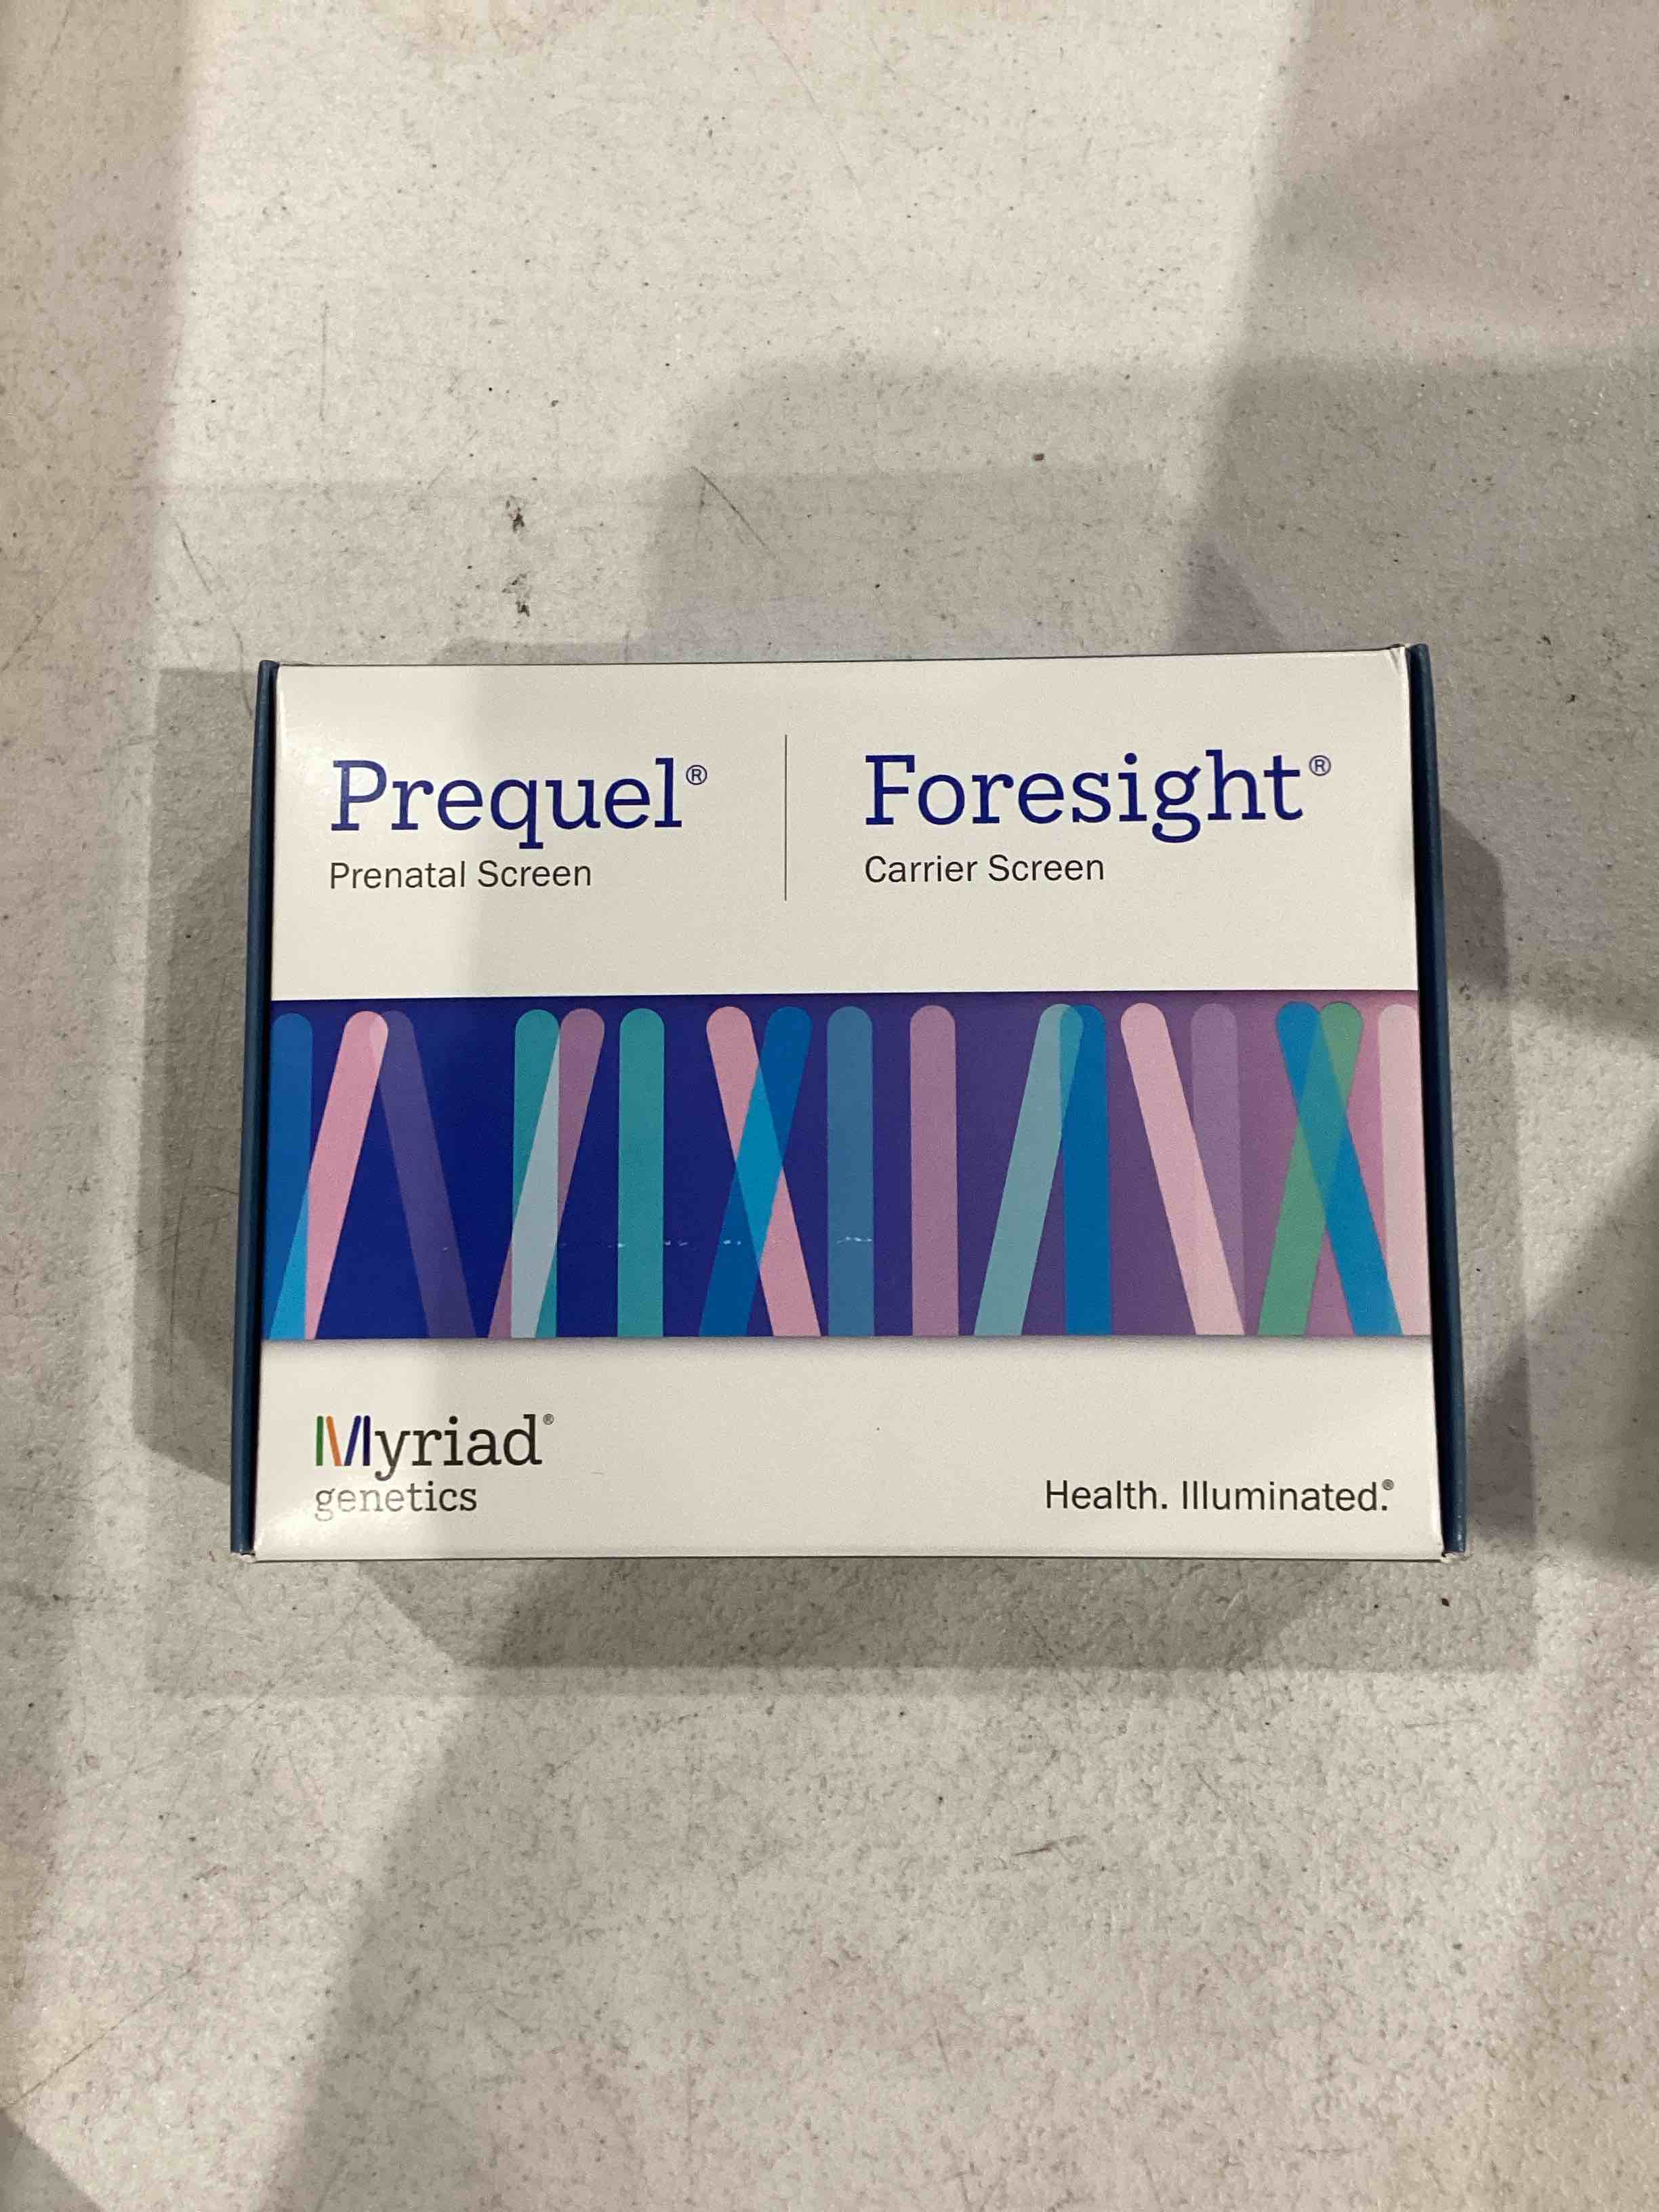 Prequel®
Prenatal Screen
Foresight®
Carrier Screen
Myriad®
genetics
Health. Illuminated.®